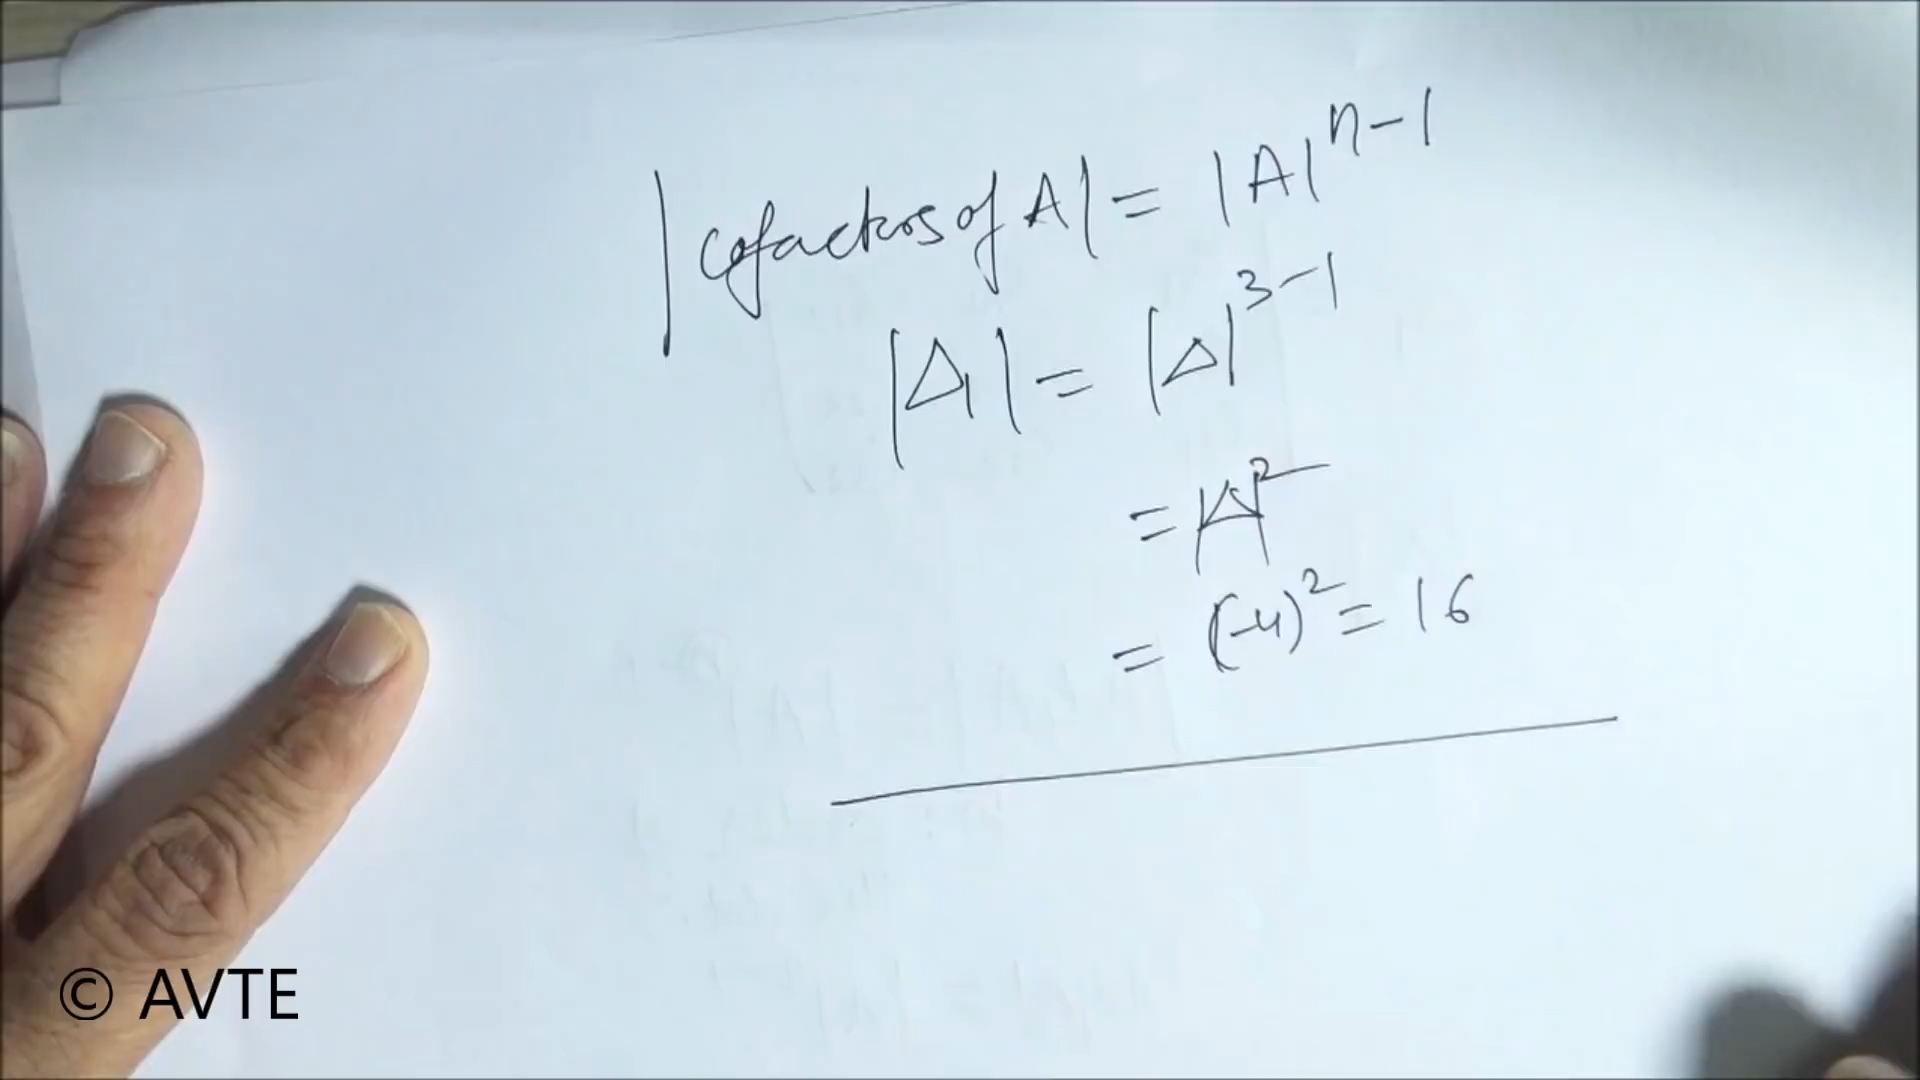 |cofactors of A| = |A|^{n-1}
|Δ₁| = |Δ|^{3-1}
= |Δ|²
= (-4)² = 16
© AVTE